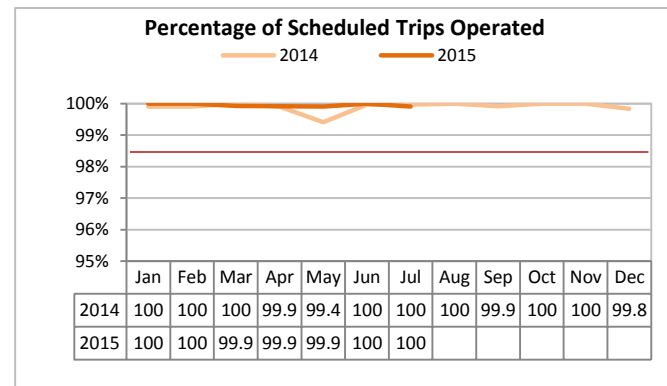 Percentage of Scheduled Trips Operated
2014 2015
100%
99%
98%
97%
96%
95%
Jan Feb Mar Apr May Jun Jul Aug Sep Oct Nov Dec
2014 100 100 100 99.9 99.4 100 100 100 99.9 100 100 99.8
2015 100 100 99.9 99.9 99.9 100 100